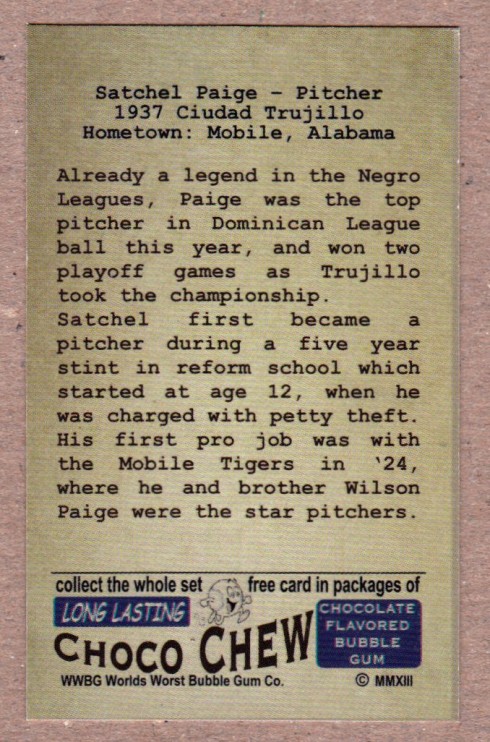 Satchel Paige - Pitcher
1937 Ciudad Trujillo
Hometown: Mobile, Alabama
Already a legend in the Negro
Leagues, Paige was the top
pitcher in Dominican League
ball this year, and won two
playoff games as Trujillo
took the championship.
Satchel first became a
pitcher during a five year
stint in reform school which
started at age 12, when he
was charged with petty theft.
His first pro job was with
the Mobile Tigers in '24,
where he and brother Wilson
Paige were the star pitchers.
collect the whole set free card in packages of
LONG LASTING
CHOCO CHEW
CHOCOLATE
FLAVORED
BUBBLE
GUM
WWBG Worlds Worst Bubble Gum Co. © MMXIII